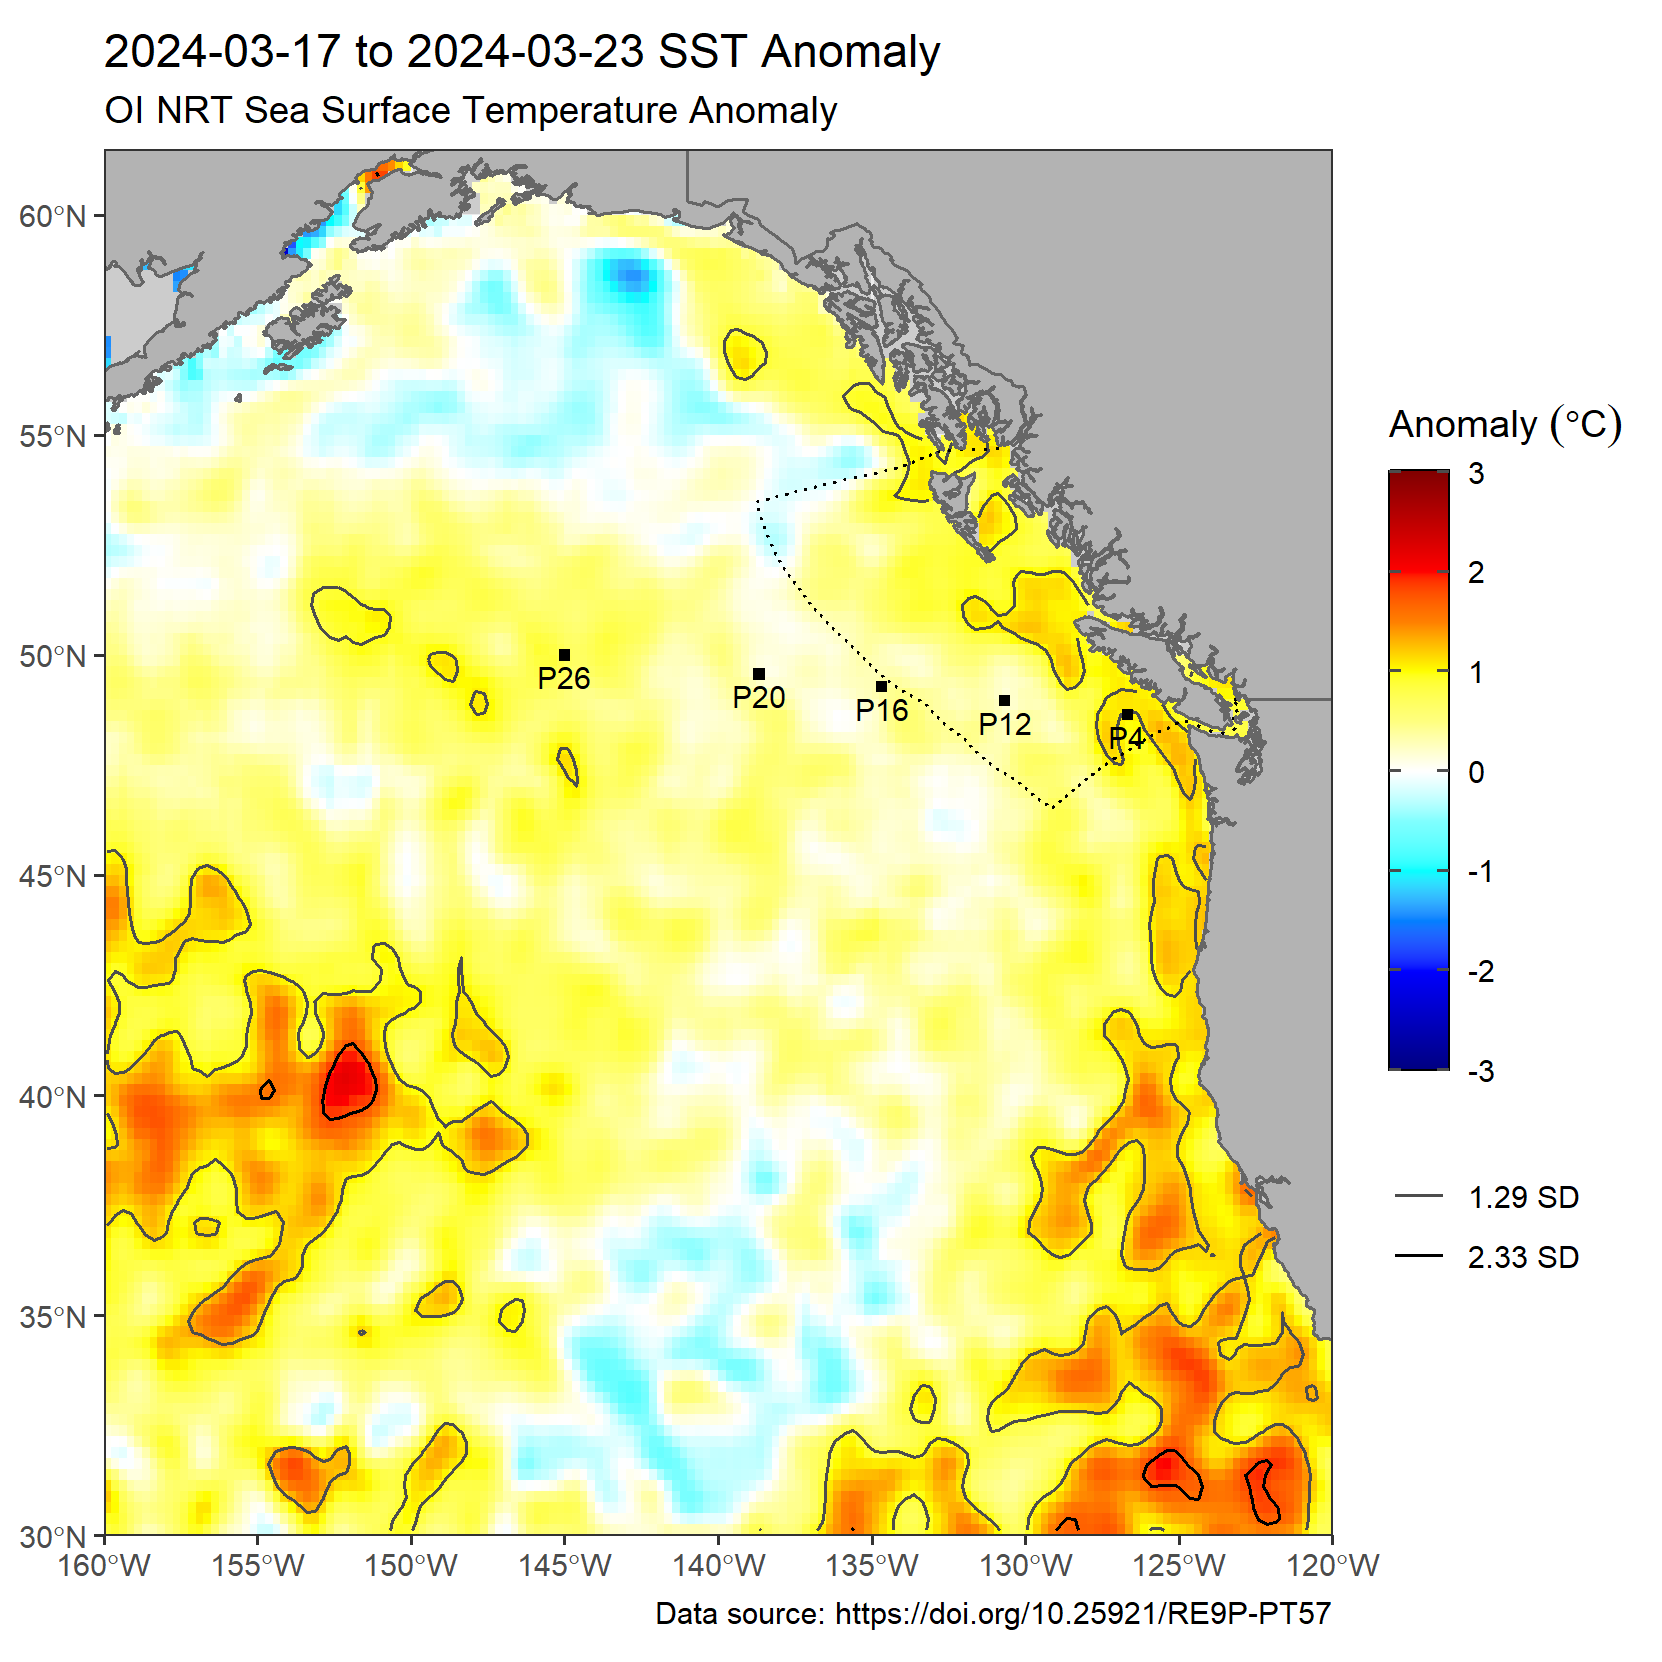 2024-03-17 to 2024-03-23 SST Anomaly
OI NRT Sea Surface Temperature Anomaly
60°N
55°N
50°N
45°N
40°N
35°N
30°N
160°W
155°W
150°W
145°W
140°W
135°W
130°W
125°W
120°W
P26
P20
P16
P12
P4
Anomaly (°C)
3
2
1
0
-1
-2
-3
1.29 SD
2.33 SD
Data source: https://doi.org/10.25921/RE9P-PT57